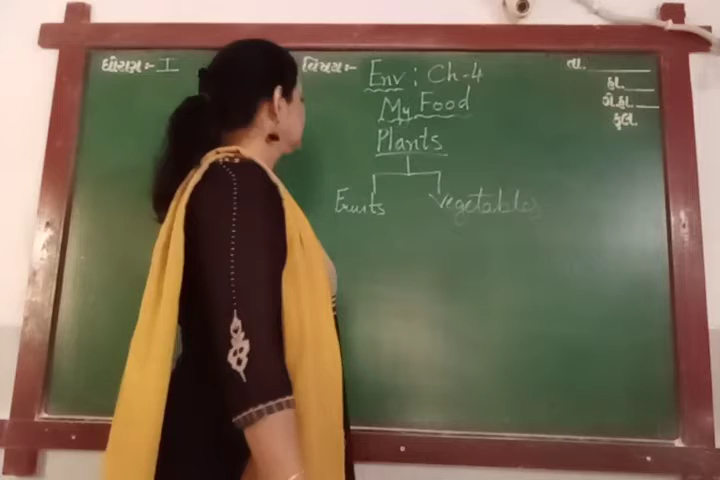 ધોરણ:- I વિષય:- Env : Ch-4 તા.
My Food હા.
Plants ગે.હા.
કુલ.
Fruits Vegetables